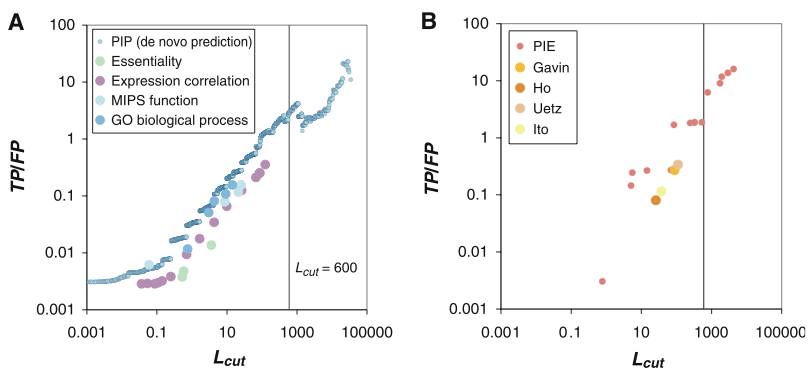 A
100
10
1
0.1
0.01
0.001
TP/FP
PIP (de novo prediction)
Essentiality
Expression correlation
MIPS function
GO biological process
L_cut = 600
0.001 0.1 10 1000 100000
L_cut
B
100
10
1
0.1
0.01
0.001
TP/FP
PIE
Gavin
Ho
Uetz
Ito
0.001 0.1 10 1000 100000
L_cut